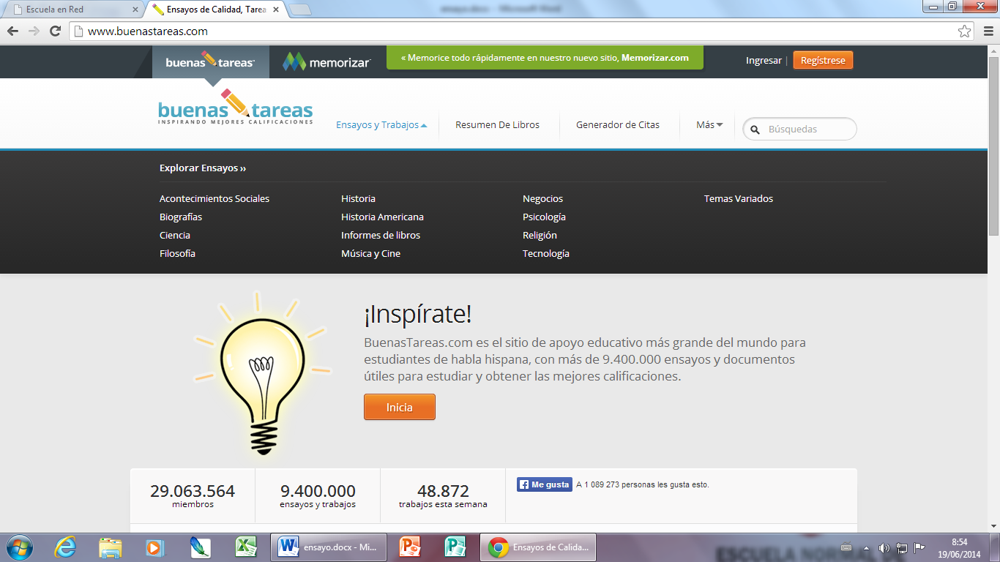 Escuela en Red
Ensayos de Calidad, Tarea
ensayo.docx - Microsoft Word
www.buenastareas.com
buenas tareas
memorizar
« Memorice todo rápidamente en nuestro nuevo sitio, Memorizar.com
Ingresar | Regístrese
buenas tareas
INSPIRANDO MEJORES CALIFICACIONES
Ensayos y Trabajos
Resumen De Libros
Generador de Citas
Más
Búsquedas
Explorar Ensayos »
Acontecimientos Sociales
Biografías
Ciencia
Filosofía
Historia
Historia Americana
Informes de libros
Música y Cine
Negocios
Psicología
Religión
Tecnología
Temas Variados
¡Inspírate!
BuenasTareas.com es el sitio de apoyo educativo más grande del mundo para
estudiantes de habla hispana, con más de 9.400.000 ensayos y documentos
útiles para estudiar y obtener las mejores calificaciones.
Inicia
29.063.564
miembros
9.400.000
ensayos y trabajos
48.872
trabajos esta semana
Me gusta
A 1 089 273 personas les gusta esto.
ensayo.docx - Mi...
Ensayos de Calida...
ESCUELA NORMAL DE
8:54
19/06/2014